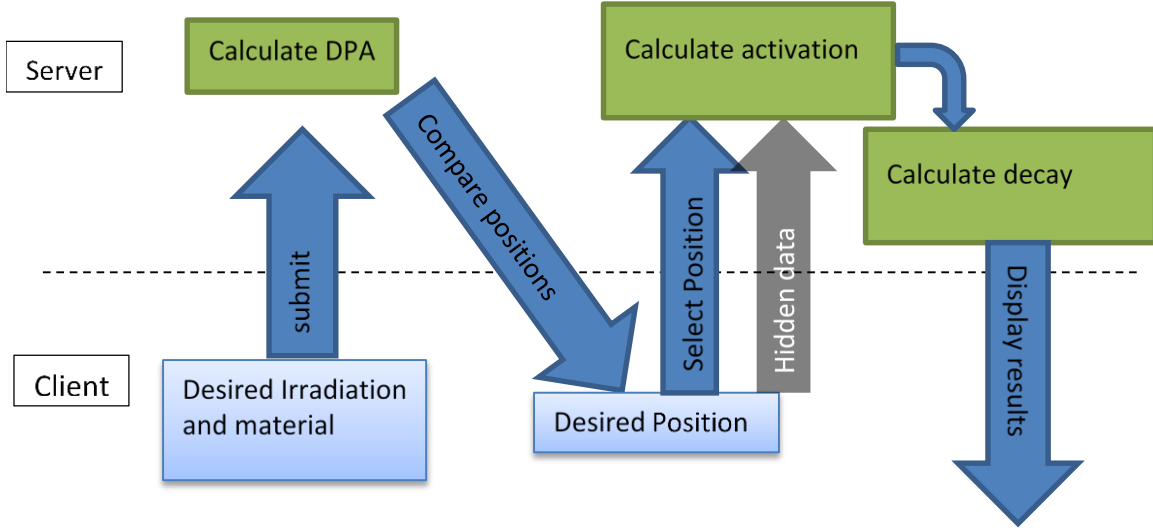 Server
Calculate DPA
Calculate activation
Calculate decay
Compare positions
submit
Select Position
Hidden data
Display results
Client
Desired Irradiation
and material
Desired Position